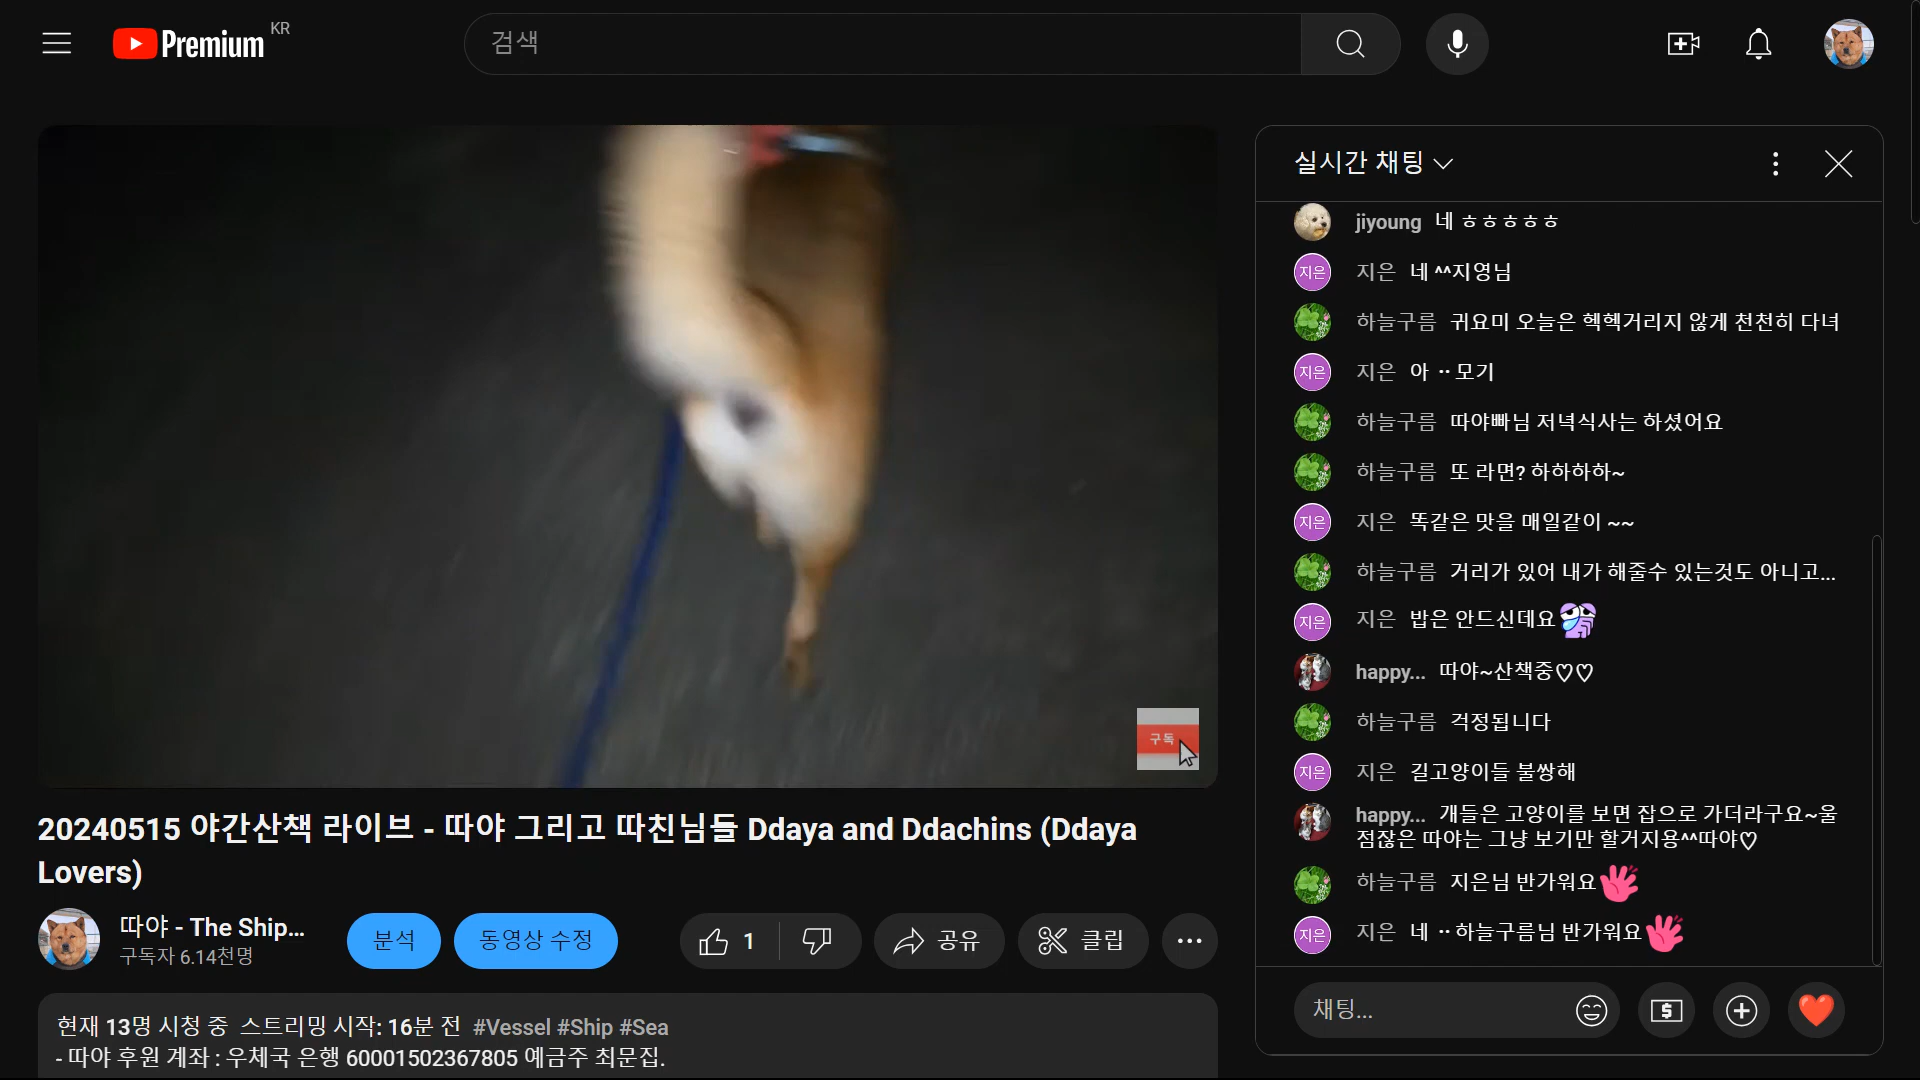 Premium KR
검색
실시간 채팅
jiyoung 네 ㅎㅎㅎㅎㅎ
지은 지은 네 ^^지영님
하늘구름 귀요미 오늘은 헥헥거리지 않게 천천히 다녀
지은 지은 아 ··모기
하늘구름 따야빠님 저녁식사는 하셨어요
하늘구름 또 라면? 하하하하~
지은 지은 똑같은 맛을 매일같이 ~~
하늘구름 거리가 있어 내가 해줄수 있는것도 아니고...
지은 지은 밥은 안드신데요
happy... 따야~산책중♡♡
하늘구름 걱정됩니다
지은 지은 길고양이들 불쌍해
happy... 개들은 고양이를 보면 잡으로 가더라구요~울
점잖은 따야는 그냥 보기만 할거지용^^따야♡
하늘구름 지은님 반가워요
지은 지은 네 ··하늘구름님 반가워요
채팅...
구독
20240515 야간산책 라이브 - 따야 그리고 따친님들 Ddaya and Ddachins (Ddaya
Lovers)
따야 - The Ship...
구독자 6.14천명
분석
동영상 수정
1
공유
클립
현재 13명 시청 중 스트리밍 시작: 16분 전 #Vessel #Ship #Sea
- 따야 후원 계좌 : 우체국 은행 60001502367805 예금주 최문집.